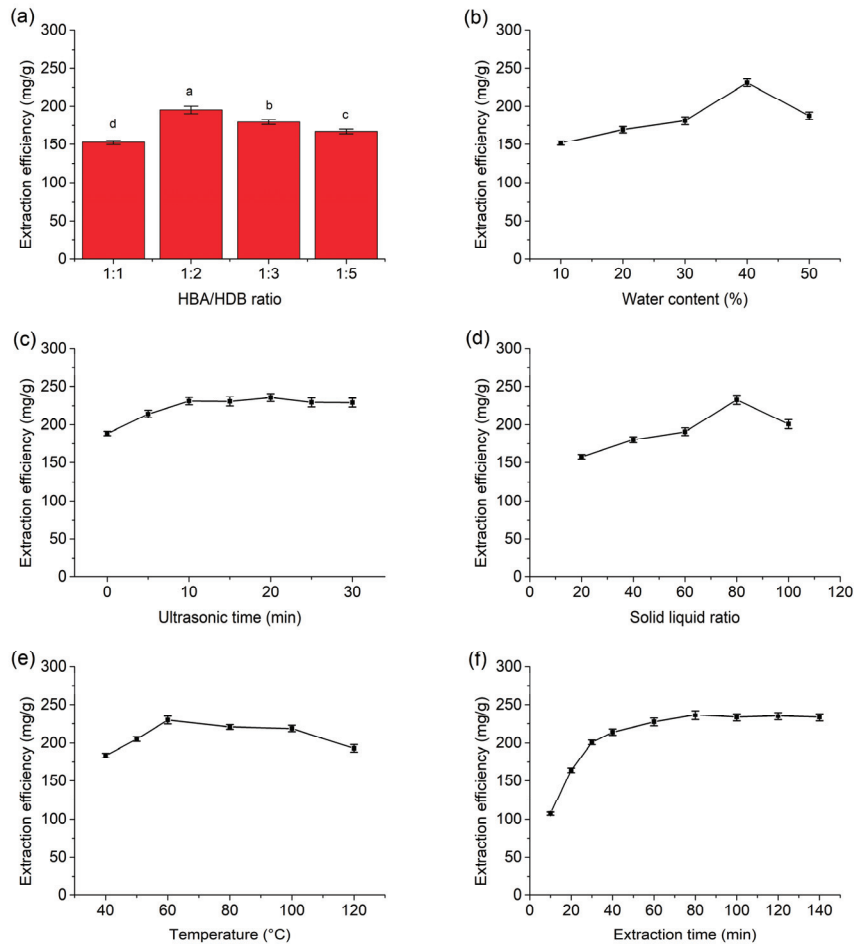 (a)
300
250
200
150
100
50
0
Extraction efficiency (mg/g)
d
a
b
c
1:1 1:2 1:3 1:5
HBA/HDB ratio
(b)
300
250
200
150
100
50
0
Extraction efficiency (mg/g)
10 20 30 40 50
Water content (%)
(c)
300
250
200
150
100
50
0
Extraction efficiency (mg/g)
0 10 20 30
Ultrasonic time (min)
(d)
300
250
200
150
100
50
0
Extraction efficiency (mg/g)
0 20 40 60 80 100 120
Solid liquid ratio
(e)
300
250
200
150
100
50
0
Extraction efficiency (mg/g)
40 60 80 100 120
Temperature (°C)
(f)
300
250
200
150
100
50
0
Extraction efficiency (mg/g)
0 20 40 60 80 100 120 140
Extraction time (min)